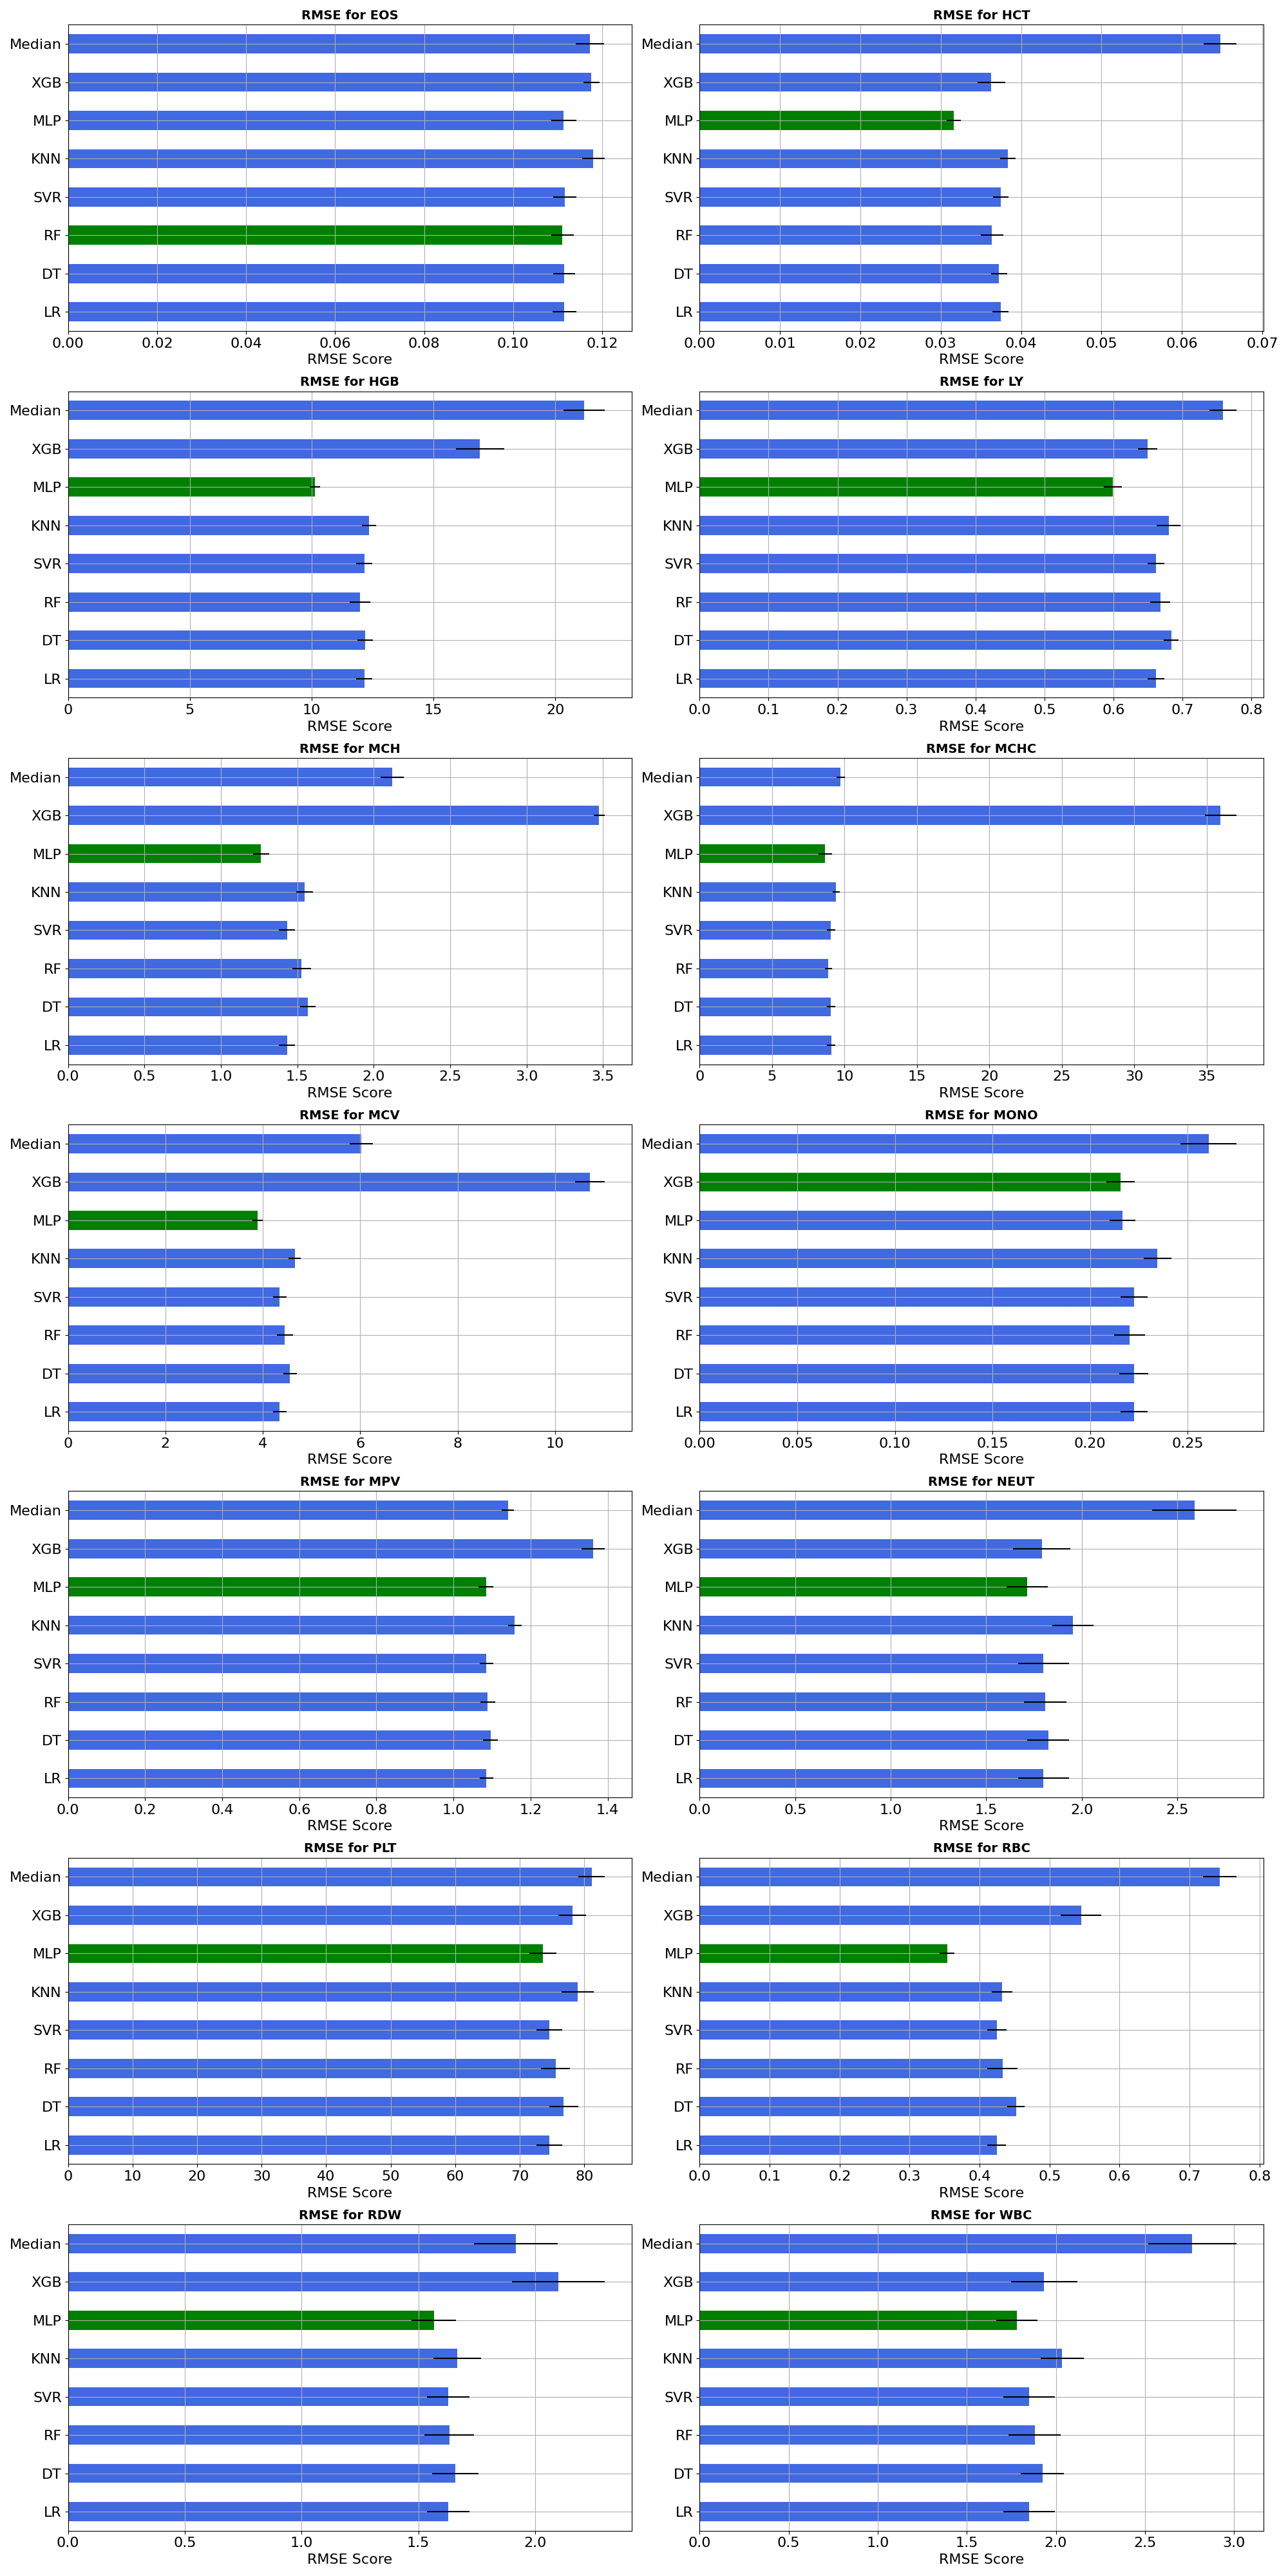 RMSE for EOS
Median
XGB
MLP
KNN
SVR
RF
DT
LR
0.00 0.02 0.04 0.06 0.08 0.10 0.12
RMSE Score
RMSE for HCT
Median
XGB
MLP
KNN
SVR
RF
DT
LR
0.00 0.01 0.02 0.03 0.04 0.05 0.06 0.07
RMSE Score
RMSE for HGB
Median
XGB
MLP
KNN
SVR
RF
DT
LR
0 5 10 15 20
RMSE Score
RMSE for LY
Median
XGB
MLP
KNN
SVR
RF
DT
LR
0.0 0.1 0.2 0.3 0.4 0.5 0.6 0.7 0.8
RMSE Score
RMSE for MCH
Median
XGB
MLP
KNN
SVR
RF
DT
LR
0.0 0.5 1.0 1.5 2.0 2.5 3.0 3.5
RMSE Score
RMSE for MCHC
Median
XGB
MLP
KNN
SVR
RF
DT
LR
0 5 10 15 20 25 30 35
RMSE Score
RMSE for MCV
Median
XGB
MLP
KNN
SVR
RF
DT
LR
0 2 4 6 8 10
RMSE Score
RMSE for MONO
Median
XGB
MLP
KNN
SVR
RF
DT
LR
0.00 0.05 0.10 0.15 0.20 0.25
RMSE Score
RMSE for MPV
Median
XGB
MLP
KNN
SVR
RF
DT
LR
0.0 0.2 0.4 0.6 0.8 1.0 1.2 1.4
RMSE Score
RMSE for NEUT
Median
XGB
MLP
KNN
SVR
RF
DT
LR
0.0 0.5 1.0 1.5 2.0 2.5
RMSE Score
RMSE for PLT
Median
XGB
MLP
KNN
SVR
RF
DT
LR
0 10 20 30 40 50 60 70 80
RMSE Score
RMSE for RBC
Median
XGB
MLP
KNN
SVR
RF
DT
LR
0.0 0.1 0.2 0.3 0.4 0.5 0.6 0.7 0.8
RMSE Score
RMSE for RDW
Median
XGB
MLP
KNN
SVR
RF
DT
LR
0.0 0.5 1.0 1.5 2.0
RMSE Score
RMSE for WBC
Median
XGB
MLP
KNN
SVR
RF
DT
LR
0.0 0.5 1.0 1.5 2.0 2.5 3.0
RMSE Score